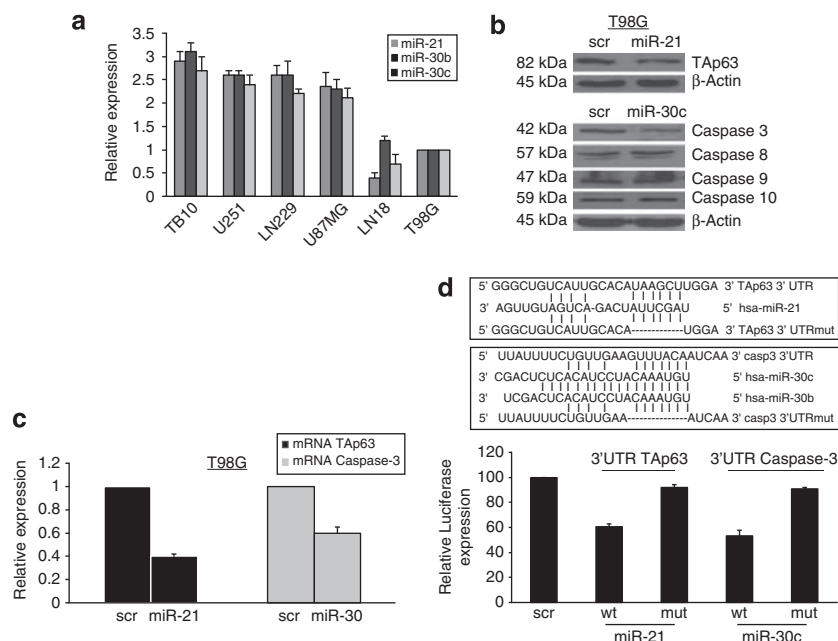 a
Relative expression
3.5
3
2.5
2
1.5
1
0.5
0
miR-21
miR-30b
miR-30c
TB10
U251
LN229
U87MG
LN18
T98G
b
T98G
scr miR-21
82 kDa TAp63
45 kDa β-Actin
scr miR-30c
42 kDa Caspase 3
57 kDa Caspase 8
47 kDa Caspase 9
59 kDa Caspase 10
45 kDa β-Actin
c
mRNA TAp63
mRNA Caspase-3
T98G
Relative expression
1.2
1
0.8
0.6
0.4
0.2
0
scr miR-21 scr miR-30
d
5' GGGCUGUCAUUGCACAUAAGCUUGGA 3' TAp63 3' UTR
3' AGUUGUAGUCA-GACUAUUCGAU 5' hsa-miR-21
5' GGGCUGUCAUUGCACA-------------UGGA 3' TAp63 3' UTRmut
5' UUAUUUUCUGUUGAAGUUUACAAUCAA 3' casp3 3'UTR
3' CGACUCUCACAUCCUACAAAUGU 5' hsa-miR-30c
3' UCGACUCACAUCCUACAAAUGU 5' hsa-miR-30b
5' UUAUUUUCUGUUGAA--------------AUCAA 3' casp3 3'UTRmut
Relative Luciferase
expression
120
100
80
60
40
20
0
3'UTR TAp63 3'UTR Caspase-3
scr wt mut wt mut
miR-21 miR-30c